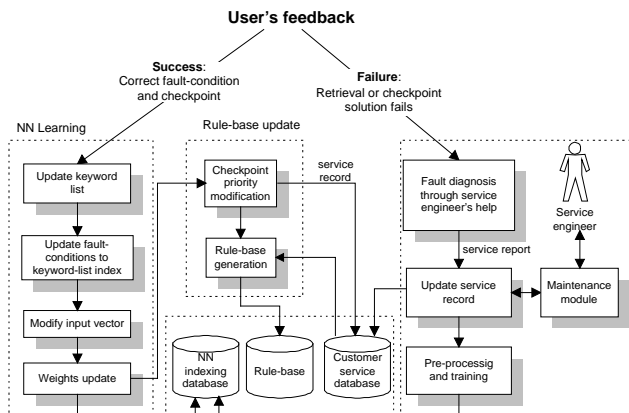 User's feedback
Success:
Correct fault-condition
and checkpoint
Failure:
Retrieval or checkpoint
solution fails
NN Learning
Rule-base update
Update keyword
list
Update fault-
conditions to
keyword-list index
Modify input vector
Weights update
Checkpoint
priority
modification
service
record
Rule-base
generation
NN
indexing
database
Rule-base
Customer
service
database
Fault diagnosis
through service
engineer's help
Service
engineer
service report
Update service
record
Maintenance
module
Pre-processig
and training